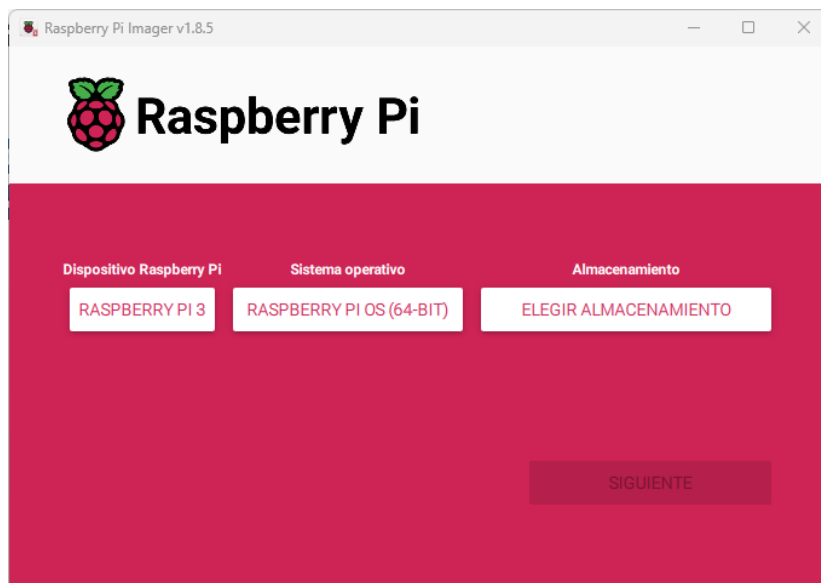 Raspberry Pi Imager v1.8.5
Raspberry Pi
Dispositivo Raspberry Pi
Sistema operativo
Almacenamiento
RASPBERRY PI 3
RASPBERRY PI OS (64-BIT)
ELEGIR ALMACENAMIENTO
SIGUIENTE